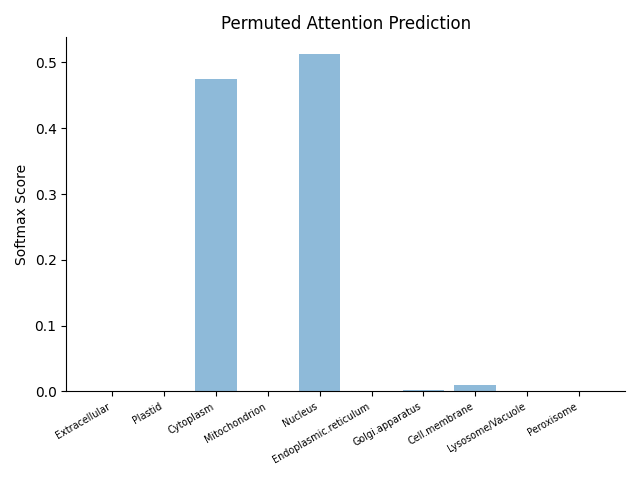 Permuted Attention Prediction
Softmax Score
0.5
0.4
0.3
0.2
0.1
0.0
Extracellular
Plastid
Cytoplasm
Mitochondrion
Nucleus
Endoplasmic.reticulum
Golgi.apparatus
Cell.membrane
Lysosome/Vacuole
Peroxisome